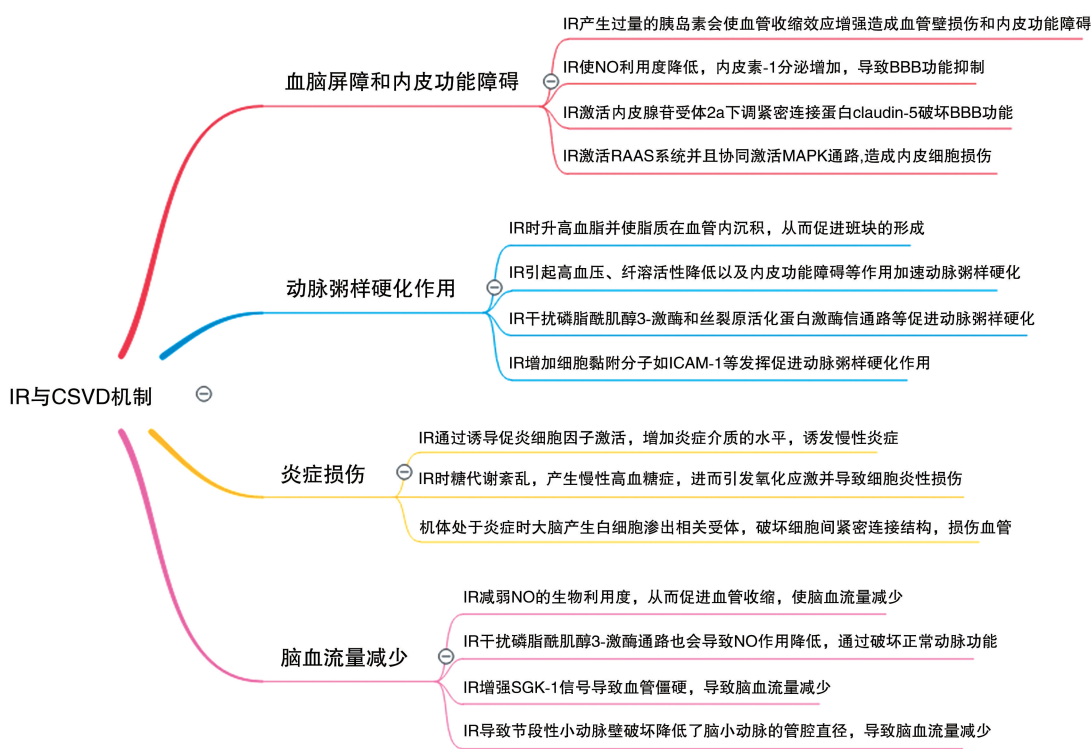 IR与CSVD机制
血脑屏障和内皮功能障碍
IR产生过量的胰岛素会使血管收缩效应增强造成血管壁损伤和内皮功能障碍
IR使NO利用度降低，内皮素-1分泌增加，导致BBB功能抑制
IR激活内皮腺苷受体2a下调紧密连接蛋白claudin-5破坏BBB功能
IR激活RAAS系统并且协同激活MAPK通路,造成内皮细胞损伤
动脉粥样硬化作用
IR时升高血脂并使脂质在血管内沉积，从而促进班块的形成
IR引起高血压、纤溶活性降低以及内皮功能障碍等作用加速动脉粥样硬化
IR干扰磷脂酰肌醇3-激酶和丝裂原活化蛋白激酶信通路等促进动脉粥样硬化
IR增加细胞黏附分子如ICAM-1等发挥促进动脉粥样硬化作用
炎症损伤
IR通过诱导促炎细胞因子激活，增加炎症介质的水平，诱发慢性炎症
IR时糖代谢紊乱，产生慢性高血糖症，进而引发氧化应激并导致细胞炎性损伤
机体处于炎症时大脑产生白细胞渗出相关受体，破坏细胞间紧密连接结构，损伤血管
脑血流量减少
IR减弱NO的生物利用度，从而促进血管收缩，使脑血流量减少
IR干扰磷脂酰肌醇3-激酶通路也会导致NO作用降低，通过破坏正常动脉功能
IR增强SGK-1信号导致血管僵硬，导致脑血流量减少
IR导致节段性小动脉壁破坏降低了脑小动脉的管腔直径，导致脑血流量减少